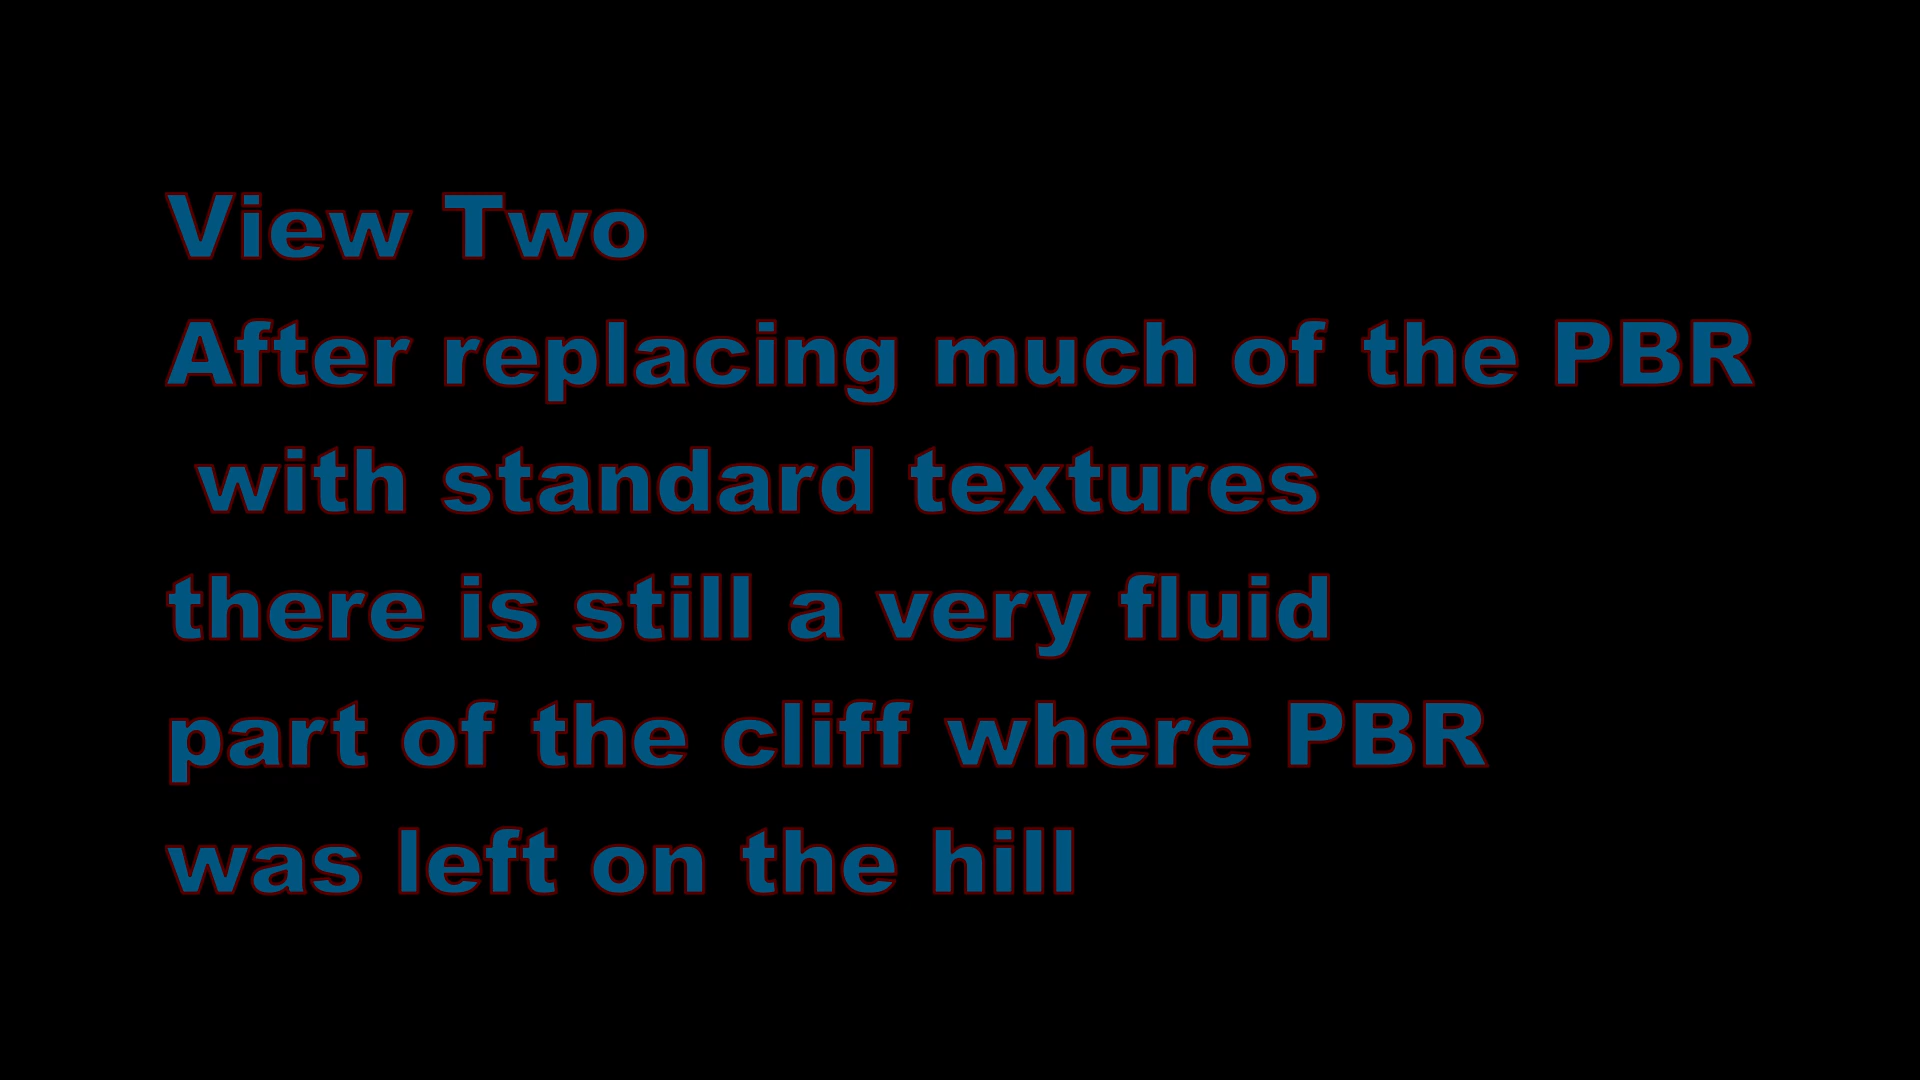 View Two
After replacing much of the PBR
with standard textures
there is still a very fluid
part of the cliff where PBR
was left on the hill